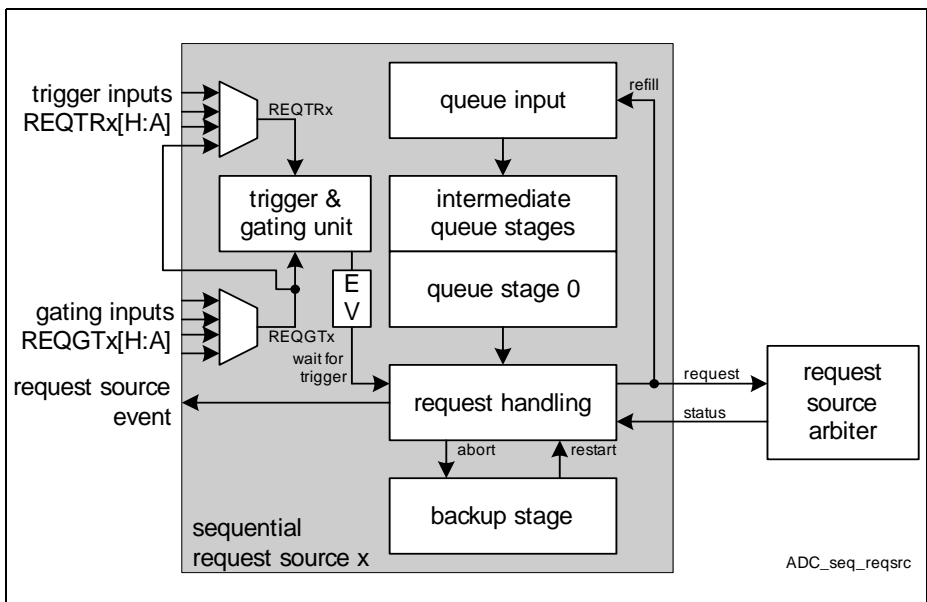 trigger inputs
REQTRx[H:A]
REQTRx
queue input
refill
trigger &
gating unit
intermediate
queue stages
E
V
queue stage 0
gating inputs
REQGTx[H:A]
REQGTx
wait for
trigger
request source
event
request handling
request
status
request
source
arbiter
abort
restart
backup stage
sequential
request source x
ADC_seq_reqsrc